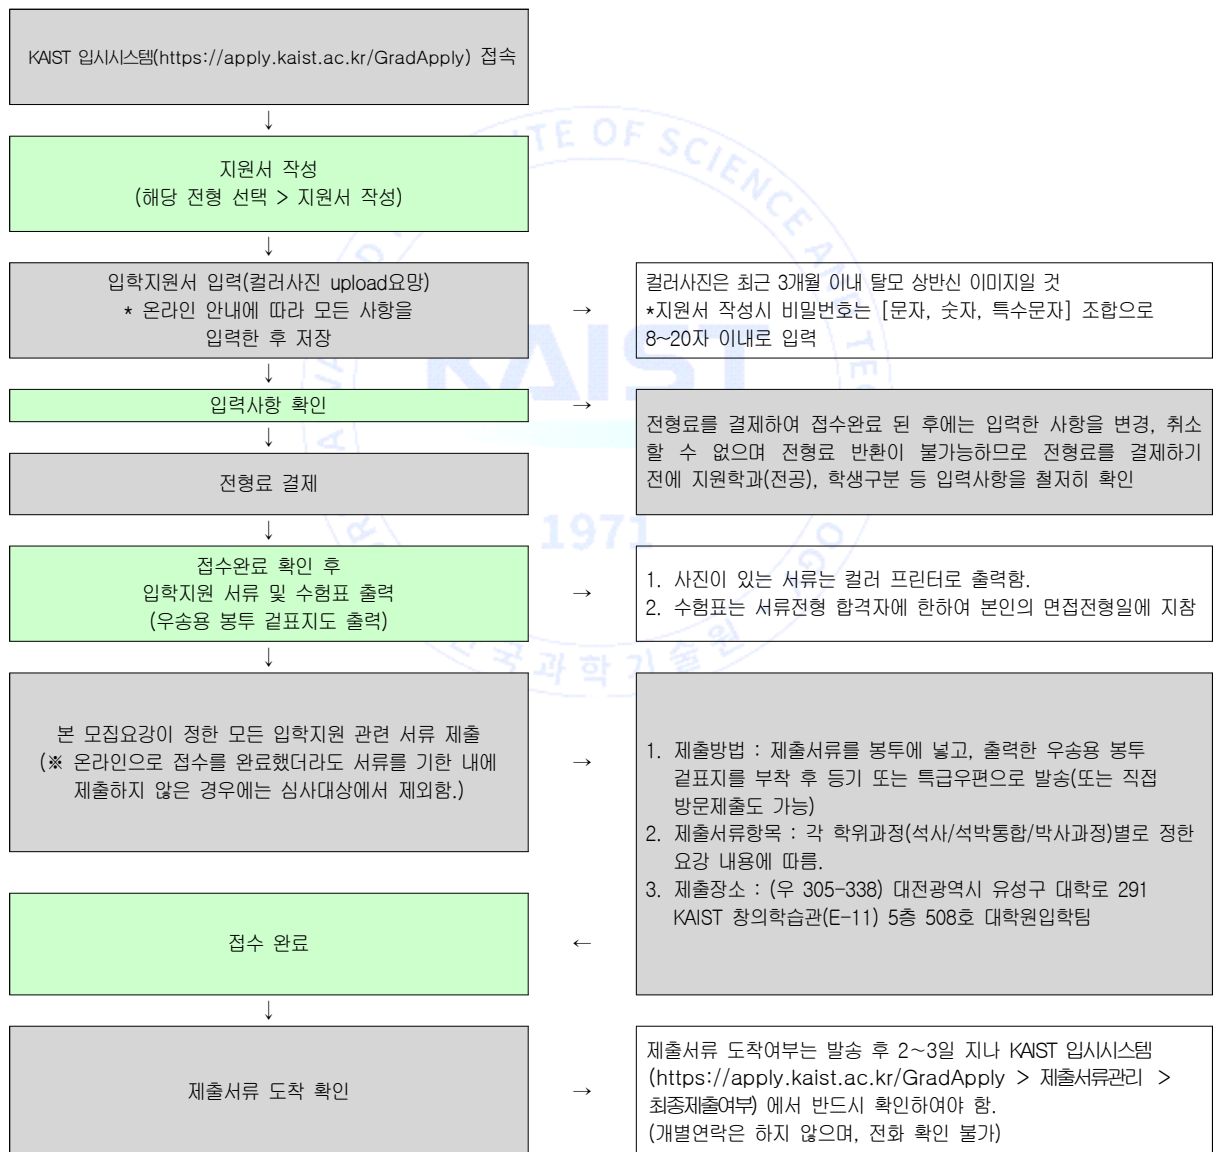 KAIST 입시시스템(https://apply.kaist.ac.kr/GradApply) 접속
↓
지원서 작성
(해당 전형 선택 > 지원서 작성)
↓
입학지원서 입력(컬러사진 upload요망)
* 온라인 안내에 따라 모든 사항을
입력한 후 저장
→
컬러사진은 최근 3개월 이내 탈모 상반신 이미지일 것
*지원서 작성시 비밀번호는 [문자, 숫자, 특수문자] 조합으로
8~20자 이내로 입력
↓
입력사항 확인
→
전형료를 결제하여 접수완료 된 후에는 입력한 사항을 변경, 취소
할 수 없으며 전형료 반환이 불가능하므로 전형료를 결제하기
전에 지원학과(전공), 학생구분 등 입력사항을 철저히 확인
↓
전형료 결제
↓
접수완료 확인 후
입학지원 서류 및 수험표 출력
(우송용 봉투 겉표지도 출력)
→
1. 사진이 있는 서류는 컬러 프린터로 출력함.
2. 수험표는 서류전형 합격자에 한하여 본인의 면접전형일에 지참
↓
본 모집요강이 정한 모든 입학지원 관련 서류 제출
(※ 온라인으로 접수를 완료했더라도 서류를 기한 내에
제출하지 않은 경우에는 심사대상에서 제외함.)
→
1. 제출방법 : 제출서류를 봉투에 넣고, 출력한 우송용 봉투
겉표지를 부착 후 등기 또는 특급우편으로 발송(또는 직접
방문제출도 가능)
2. 제출서류항목 : 각 학위과정(석사/석박통합/박사과정)별로 정한
요강 내용에 따름.
3. 제출장소 : (우 305-338) 대전광역시 유성구 대학로 291
KAIST 창의학습관(E-11) 5층 508호 대학원입학팀
접수 완료
←
↓
제출서류 도착 확인
→
제출서류 도착여부는 발송 후 2~3일 지나 KAIST 입시시스템
(https://apply.kaist.ac.kr/GradApply > 제출서류관리 >
최종제출여부) 에서 반드시 확인하여야 함.
(개별연락은 하지 않으며, 전화 확인 불가)
KAIST
1971